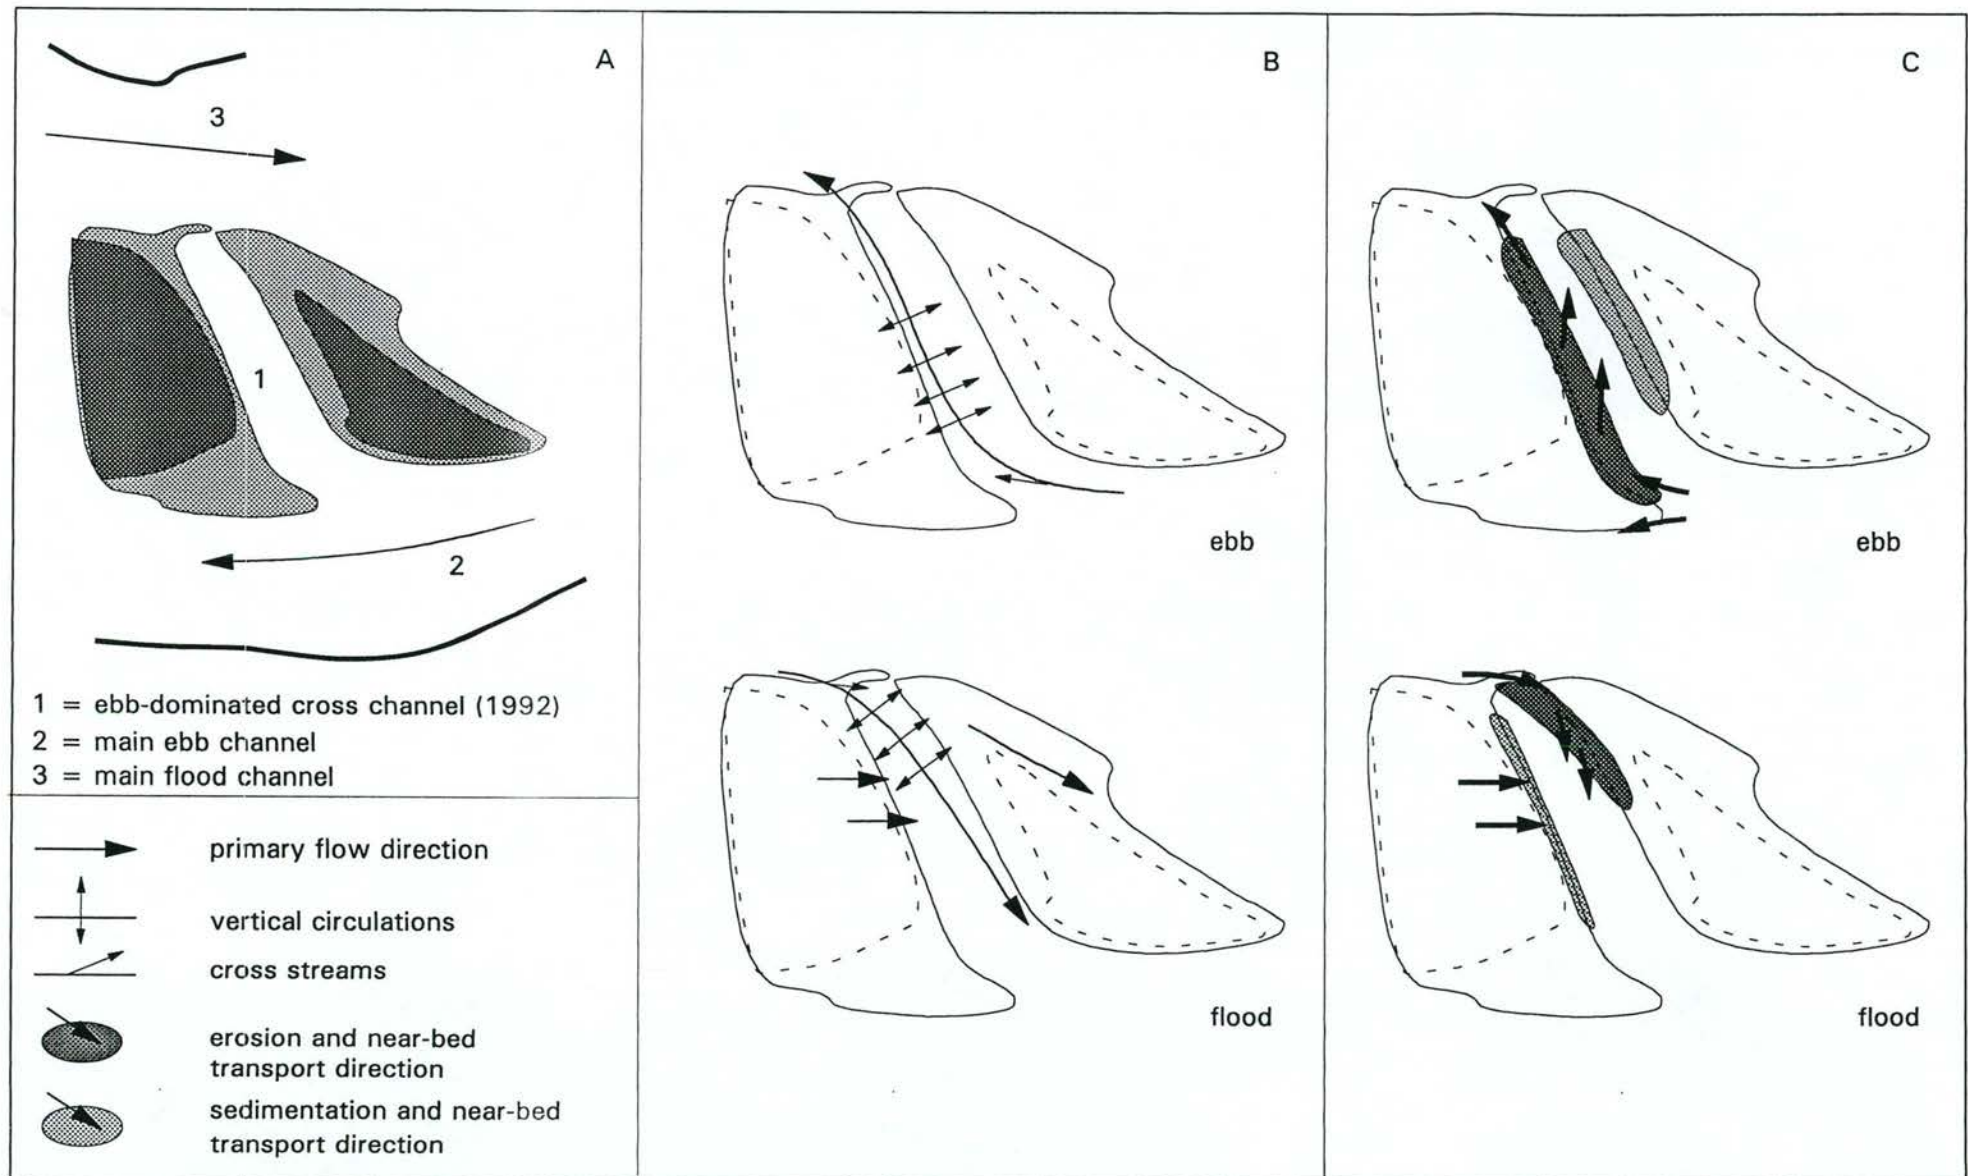 A
3
1
2
1 = ebb-dominated cross channel (1992)
2 = main ebb channel
3 = main flood channel
primary flow direction
vertical circulations
cross streams
erosion and near-bed
transport direction
sedimentation and near-bed
transport direction
B
ebb
flood
C
ebb
flood